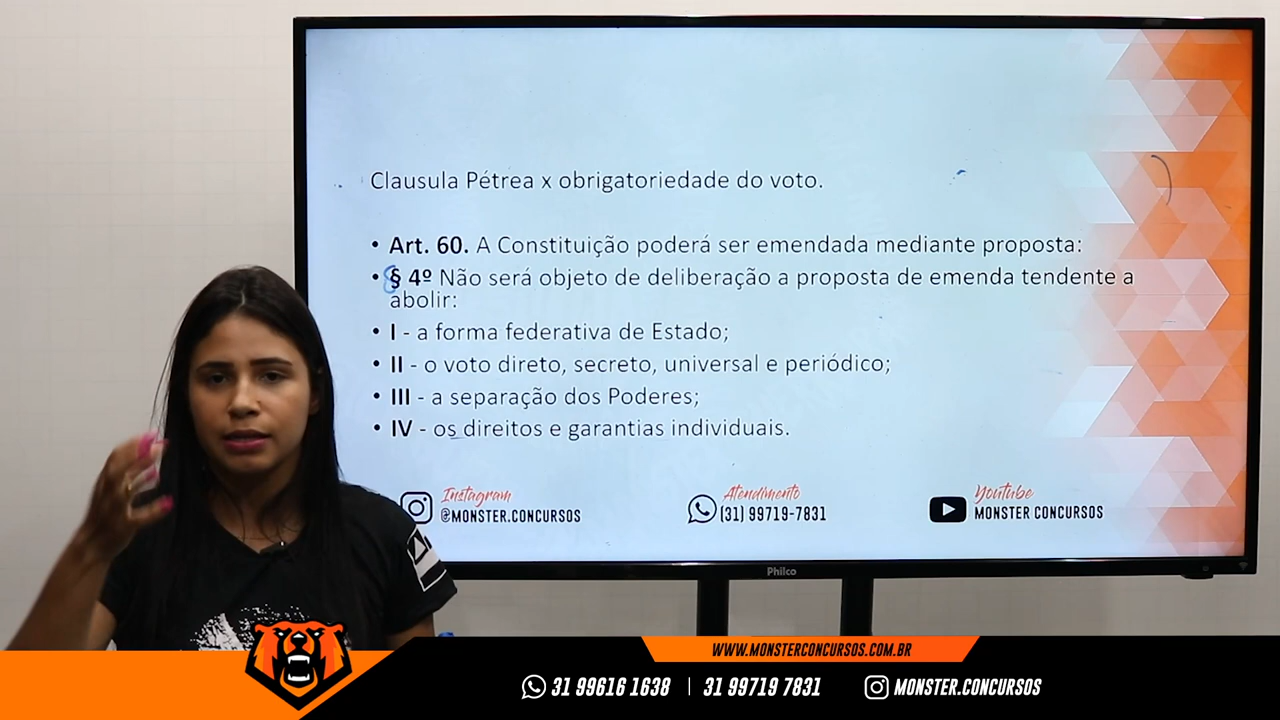 Clausula Pétrea x obrigatoriedade do voto.
• Art. 60. A Constituição poderá ser emendada mediante proposta:
• § 4º Não será objeto de deliberação a proposta de emenda tendente a
abolir:
• I - a forma federativa de Estado;
• II - o voto direto, secreto, universal e periódico;
• III - a separação dos Poderes;
• IV - os direitos e garantias individuais.
Instagram
@MONSTER.CONCURSOS
Atendimento
(31) 99719-7831
Youtube
MONSTER CONCURSOS
Philco
WWW.MONSTERCONCURSOS.COM.BR
31 99616 1638 | 31 99719 7831 MONSTER.CONCURSOS